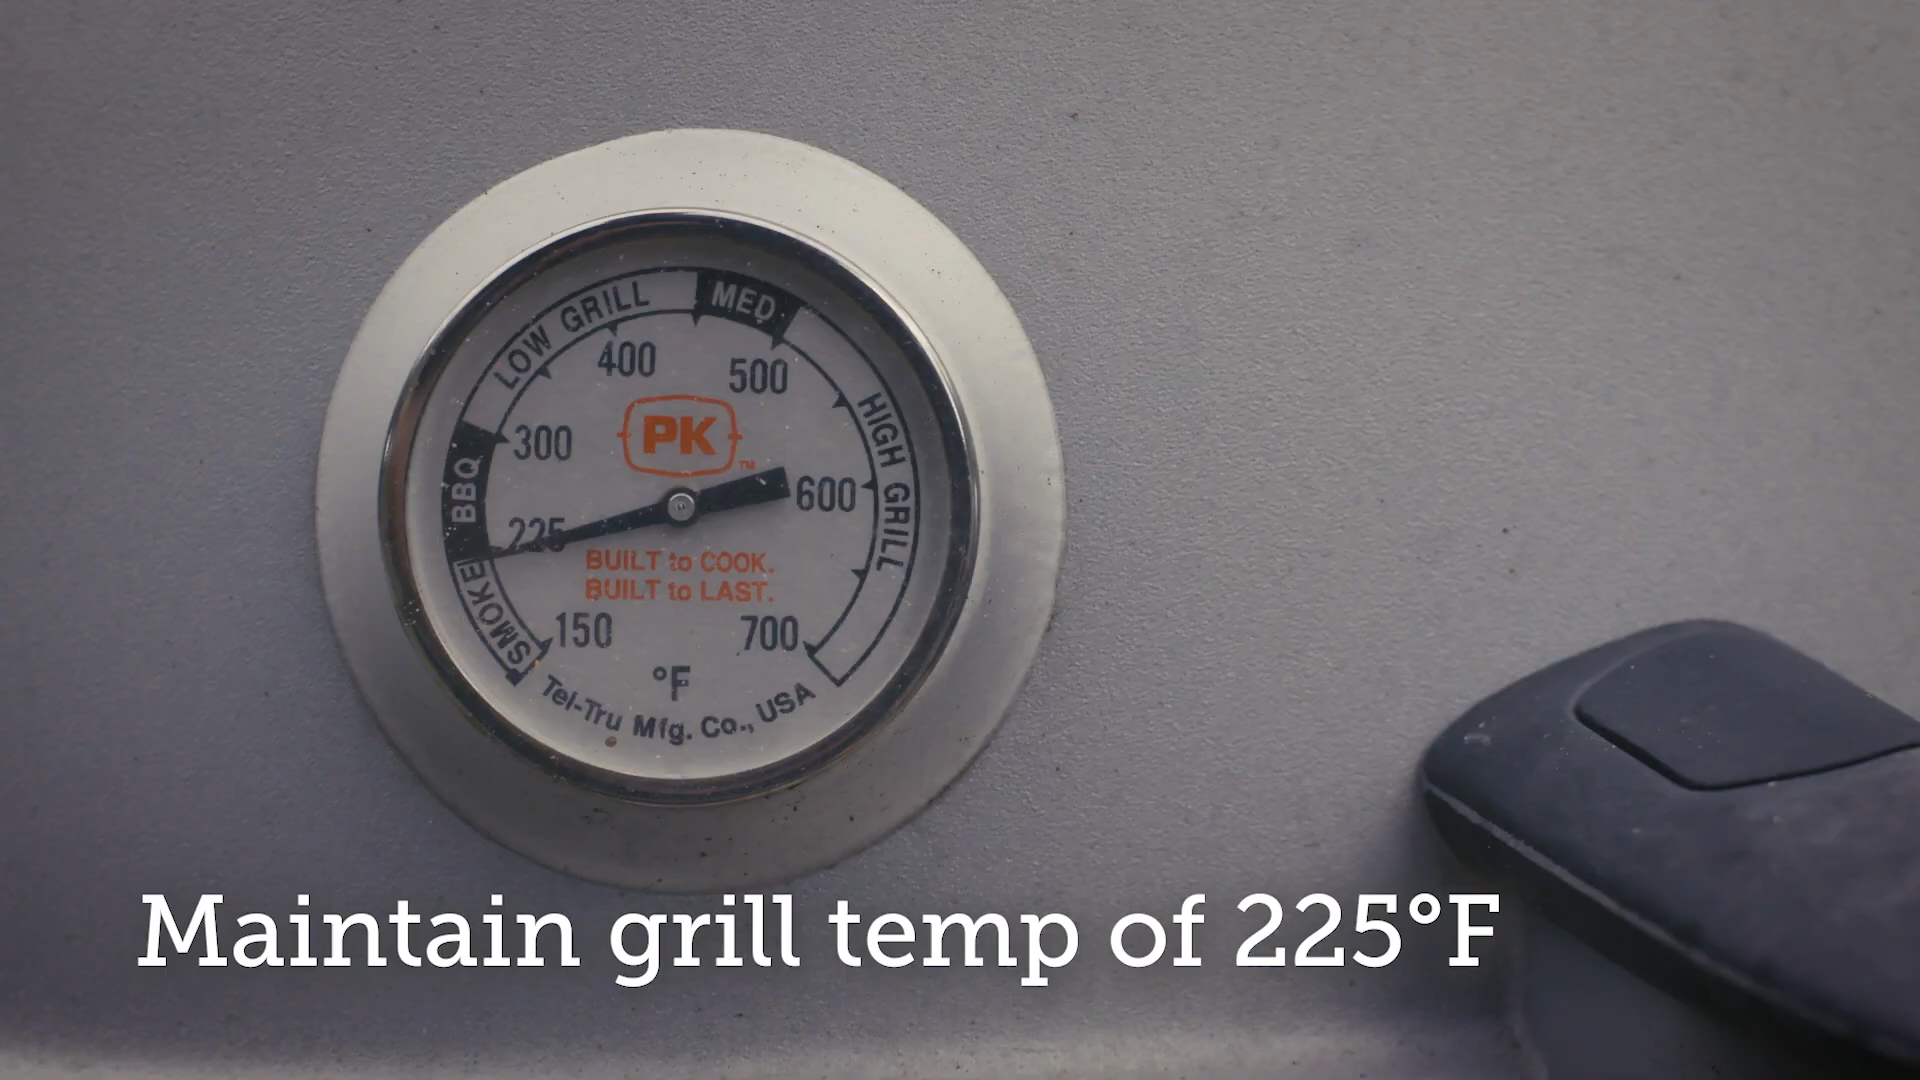 LOW GRILL
MED
HIGH GRILL
BBQ
SMOKE
400
500
300
PK
TM
600
225
BUILT to COOK.
BUILT to LAST.
150
700
°F
Tel-Tru Mfg. Co., USA
Maintain grill temp of 225°F